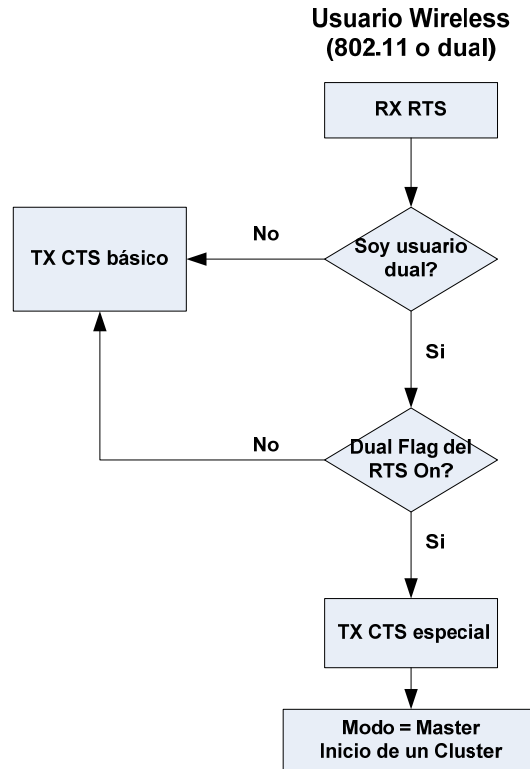 Usuario Wireless
(802.11 o dual)
RX RTS
Soy usuario
dual?
No
TX CTS básico
Si
Dual Flag del
RTS On?
No
Si
TX CTS especial
Modo = Master
Inicio de un Cluster